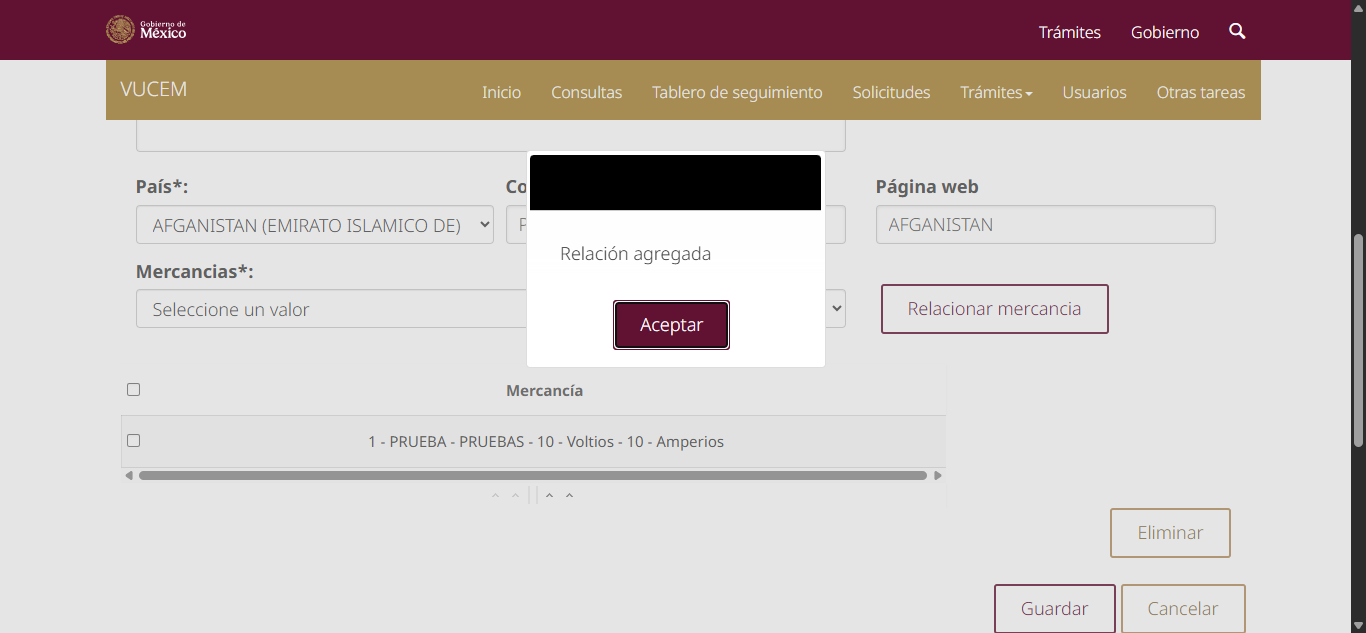 Gobierno de
México
Trámites
Gobierno
VUCEM
Inicio
Consultas
Tablero de seguimiento
Solicitudes
Trámites
Usuarios
Otras tareas
País*:
Co
Página web
AFGANISTAN (EMIRATO ISLAMICO DE)
AFGANISTAN
Relación agregada
Aceptar
Mercancias*:
Seleccione un valor
Relacionar mercancia
Mercancía
1 - PRUEBA - PRUEBAS - 10 - Voltios - 10 - Amperios
Eliminar
Guardar
Cancelar